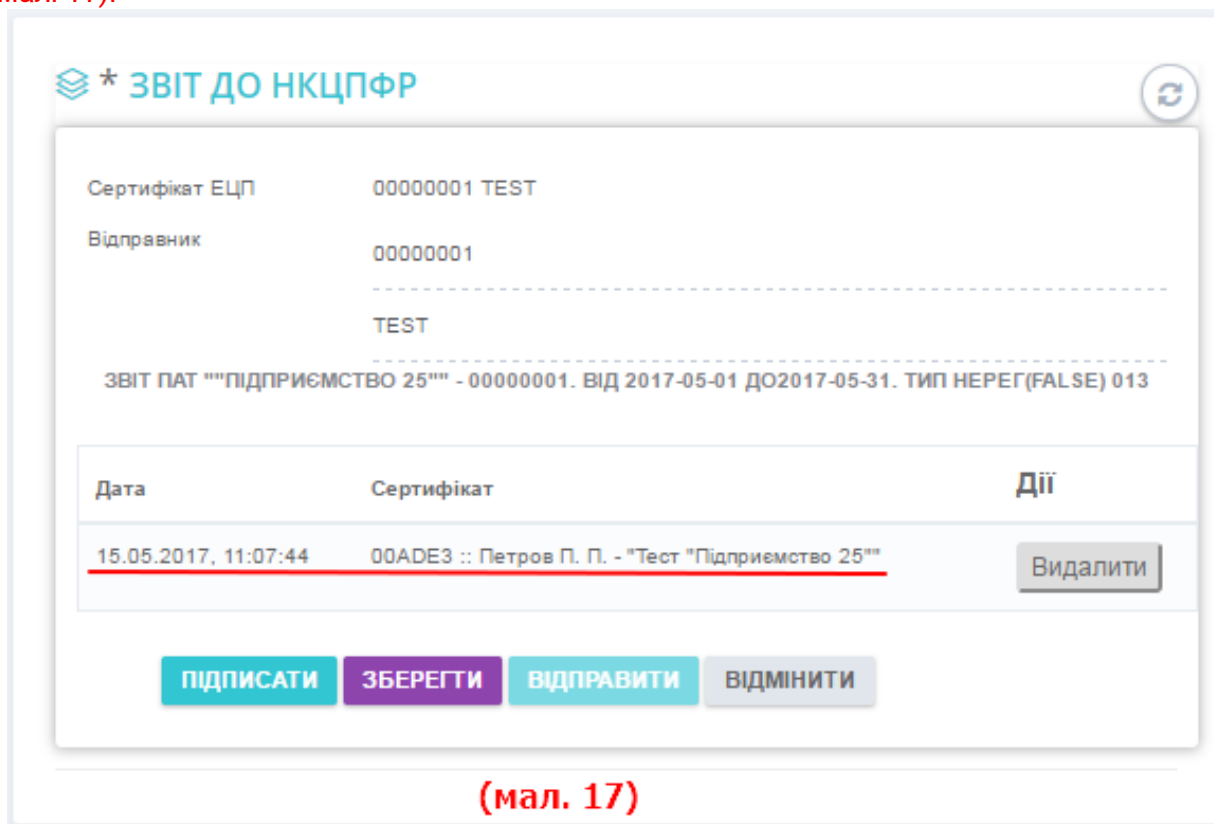 * ЗВІТ ДО НКЦПФР
Сертифікат ЕЦП 00000001 TEST
Відправник 00000001
TEST
ЗВІТ ПАТ ""ПІДПРИЄМСТВО 25"" - 00000001. ВІД 2017-05-01 ДО2017-05-31. ТИП НЕРЕГ(FALSE) 013
Дата Сертифікат Дії
15.05.2017, 11:07:44 00ADE3 :: Петров П. П. - "Тест "Підприємство 25"" Видалити
ПІДПИСАТИ ЗБЕРЕГТИ ВІДПРАВИТИ ВІДМІНИТИ
(мал. 17)